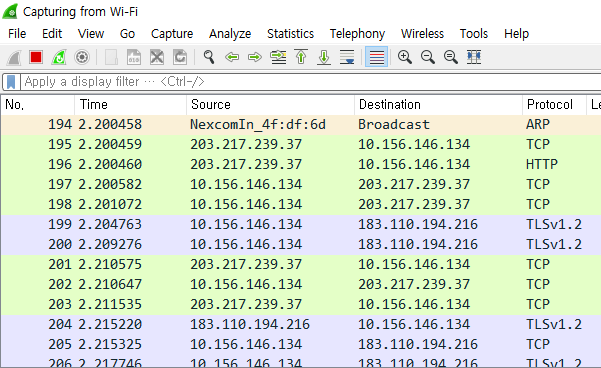 Capturing from Wi-Fi
File Edit View Go Capture Analyze Statistics Telephony Wireless Tools Help
Apply a display filter ··· <Ctrl-/>
No. Time Source Destination Protocol Le
194 2.200458 NexcomIn_4f:df:6d Broadcast ARP
195 2.200459 203.217.239.37 10.156.146.134 TCP
196 2.200460 203.217.239.37 10.156.146.134 HTTP
197 2.200582 10.156.146.134 203.217.239.37 TCP
198 2.201072 10.156.146.134 203.217.239.37 TCP
199 2.204763 10.156.146.134 183.110.194.216 TLSv1.2
200 2.209276 10.156.146.134 183.110.194.216 TLSv1.2
201 2.210575 203.217.239.37 10.156.146.134 TCP
202 2.210647 10.156.146.134 203.217.239.37 TCP
203 2.211535 10.156.146.134 203.217.239.37 TCP
204 2.215220 183.110.194.216 10.156.146.134 TLSv1.2
205 2.215325 10.156.146.134 183.110.194.216 TCP
206 2.217746 10.156.146.134 183.110.194.216 TLSv1.2